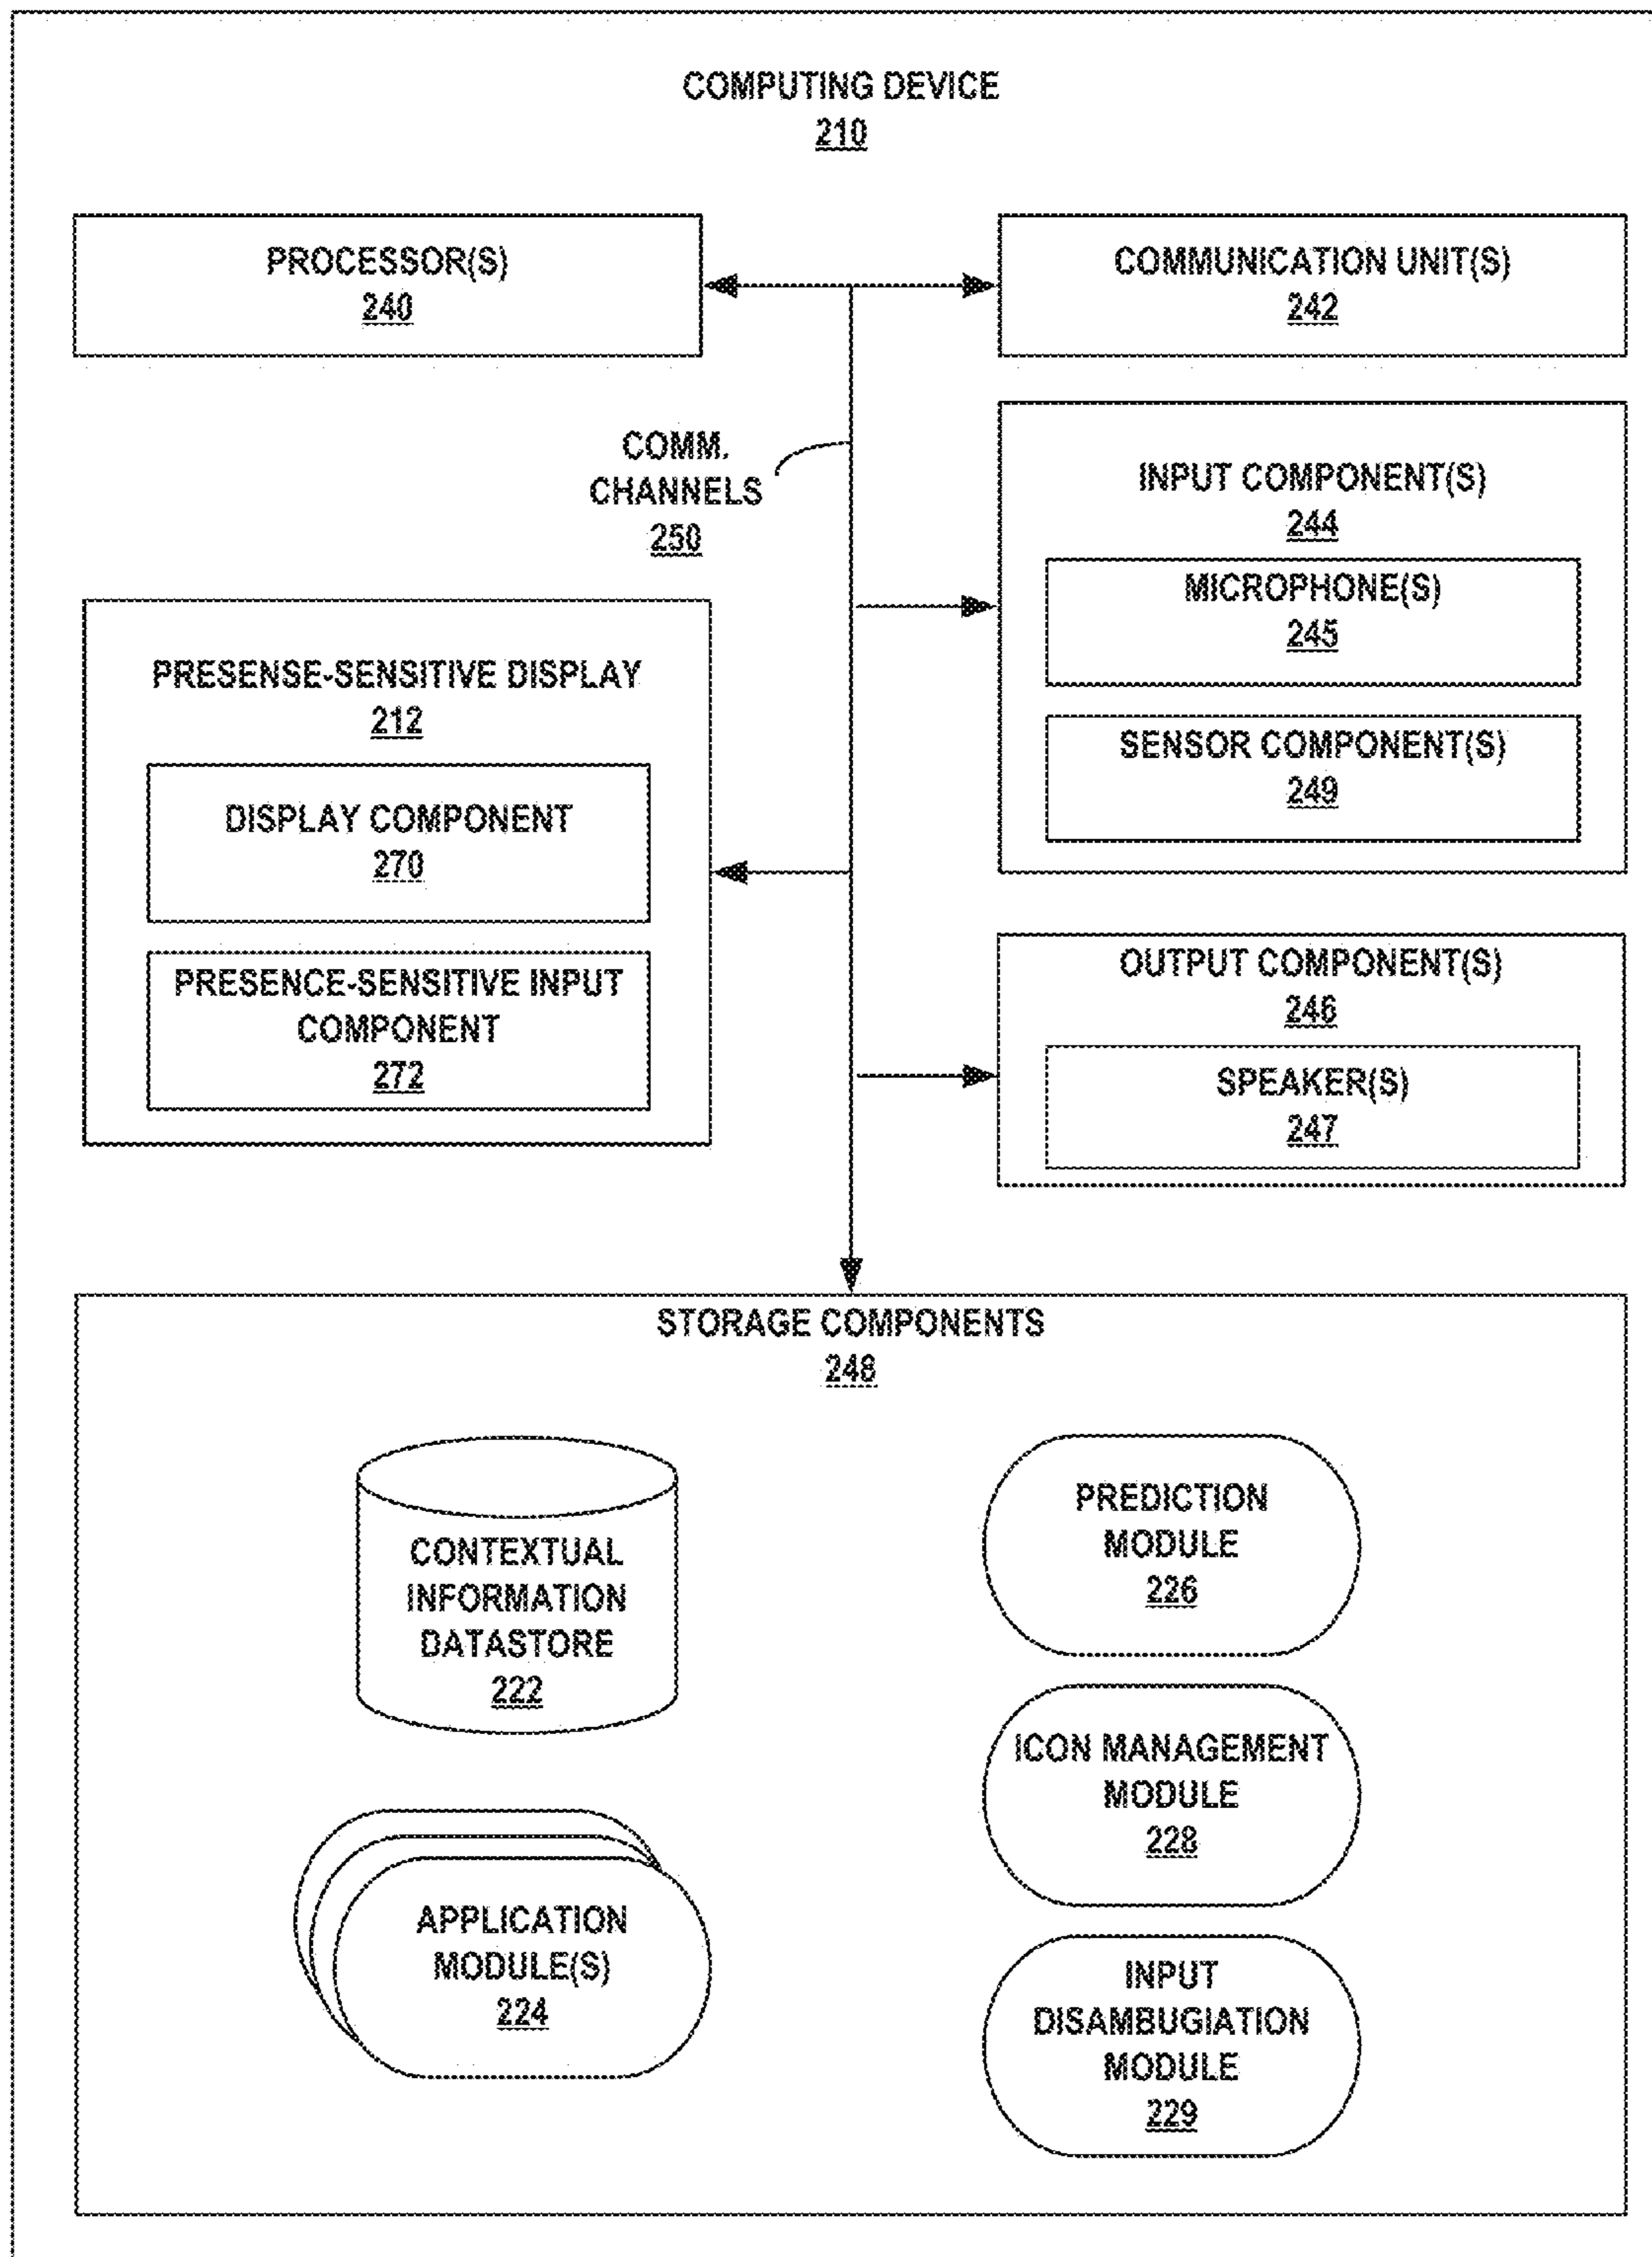 COMPUTING DEVICE
210
PROCESSOR(S)
240
COMMUNICATION UNIT(S)
242
COMM.
CHANNELS
250
INPUT COMPONENT(S)
244
MICROPHONE(S)
245
SENSOR COMPONENT(S)
249
PRESENSE-SENSITIVE DISPLAY
212
DISPLAY COMPONENT
270
PRESENCE-SENSITIVE INPUT
COMPONENT
272
OUTPUT COMPONENT(S)
246
SPEAKER(S)
247
STORAGE COMPONENTS
248
CONTEXTUAL
INFORMATION
DATASTORE
222
APPLICATION
MODULE(S)
224
PREDICTION
MODULE
226
ICON MANAGEMENT
MODULE
228
INPUT
DISAMBUGIATION
MODULE
229